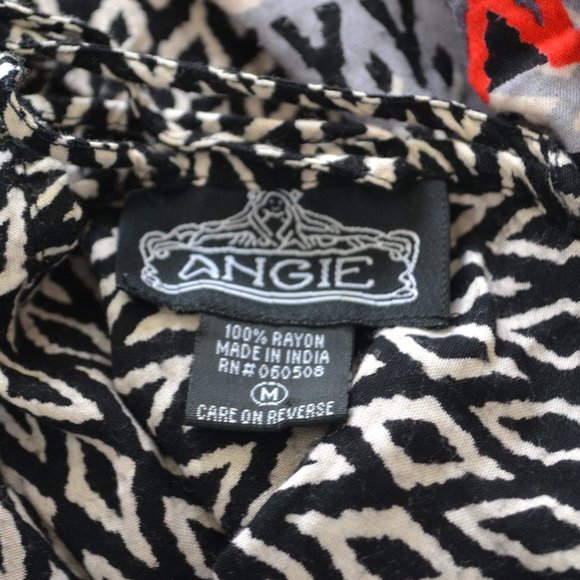 ANGIE
100% RAYON
MADE IN INDIA
RN# 060508
M
CARE ON REVERSE